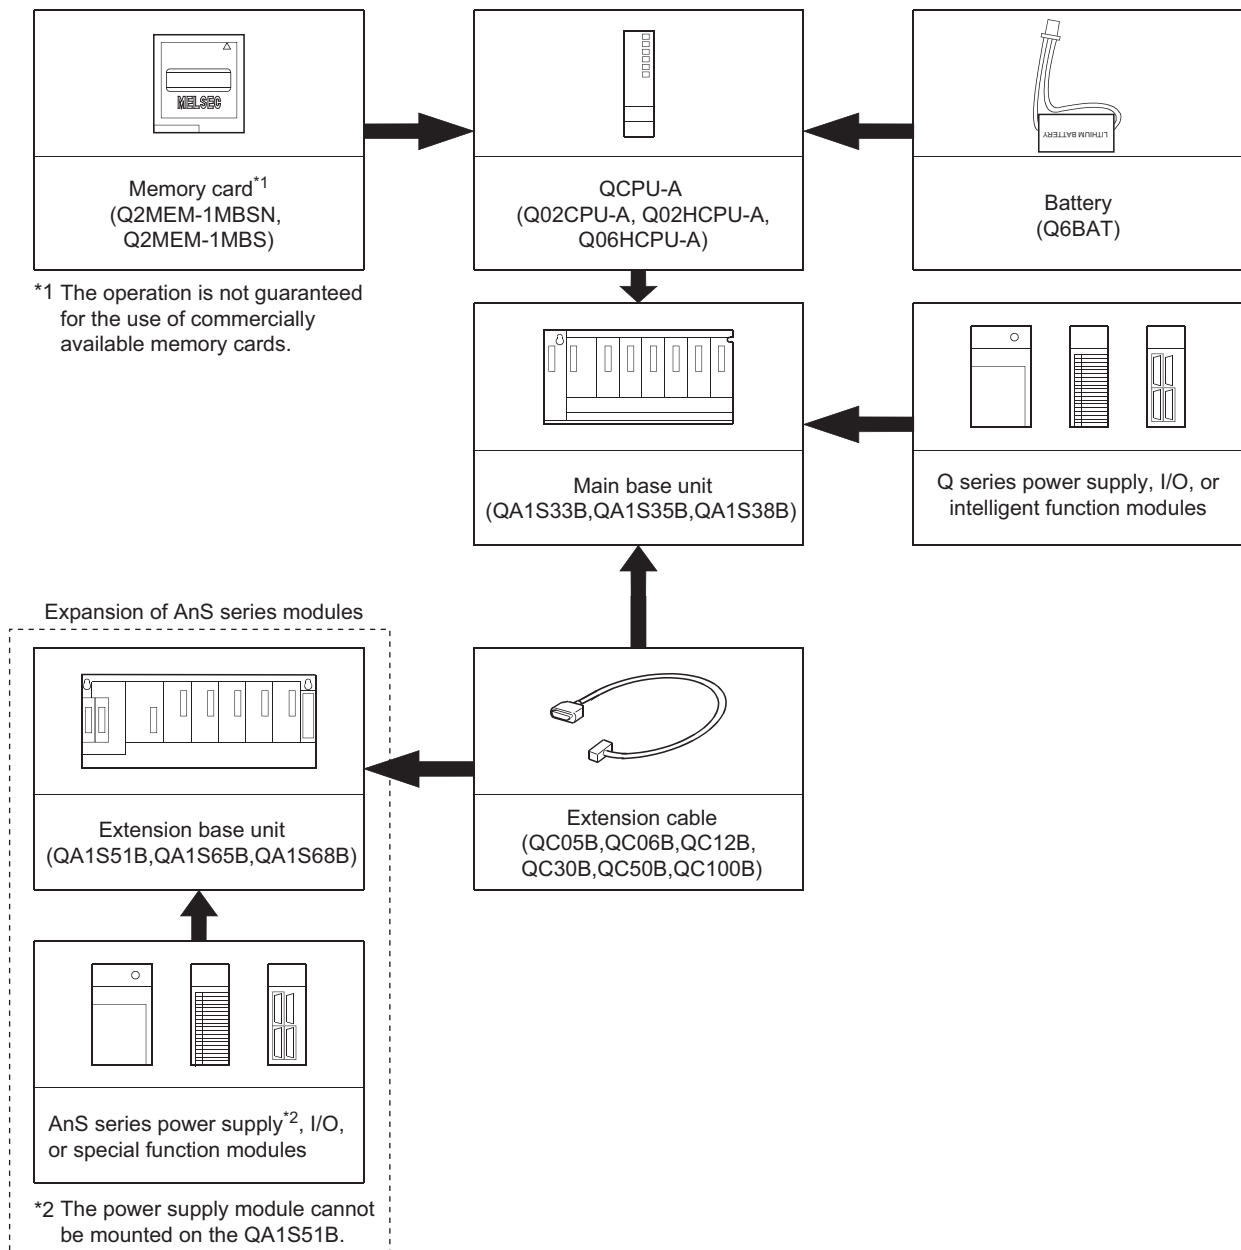 MELSEC
Memory card*1
(Q2MEM-1MBSN,
Q2MEM-1MBS)
QCPU-A
(Q02CPU-A, Q02HCPU-A,
Q06HCPU-A)
LITHIUM BATTERY
Battery
(Q6BAT)
*1 The operation is not guaranteed
for the use of commercially
available memory cards.
Main base unit
(QA1S33B,QA1S35B,QA1S38B)
Q series power supply, I/O, or
intelligent function modules
Expansion of AnS series modules
Extension base unit
(QA1S51B,QA1S65B,QA1S68B)
Extension cable
(QC05B,QC06B,QC12B,
QC30B,QC50B,QC100B)
AnS series power supply*2, I/O,
or special function modules
*2 The power supply module cannot
be mounted on the QA1S51B.